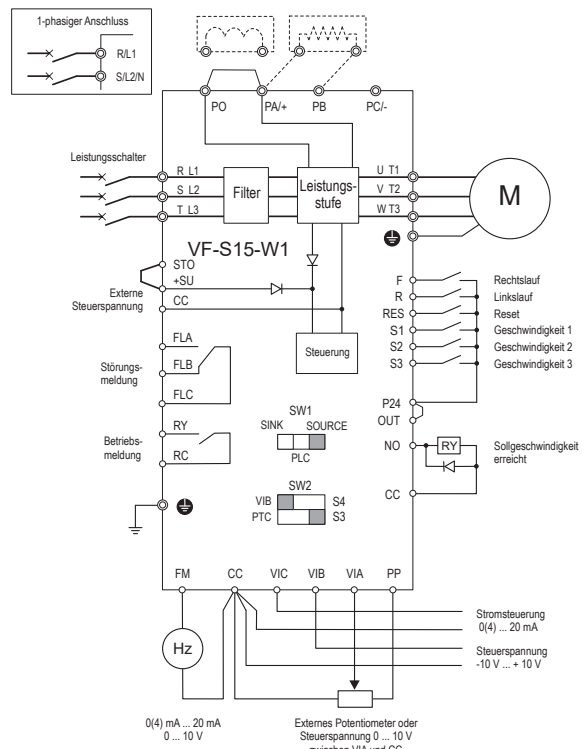 1-phasiger Anschluss
R/L1
S/L2/N
PO PA/+ PB PC/-
Leistungsschalter
R L1
S L2
T L3
Filter
Leistungs-
stufe
U T1
V T2
W T3
M
VF-S15-W1
STO
+SU
CC
Externe
Steuerspannung
Steuerung
FLA
FLB
FLC
Störungs-
meldung
RY
RC
Betriebs-
meldung
F Rechtslauf
R Linkslauf
RES Reset
S1 Geschwindigkeit 1
S2 Geschwindigkeit 2
S3 Geschwindigkeit 3
P24
OUT
NO
RY
Sollgeschwindigkeit
erreicht
CC
SW1
SINK SOURCE
PLC
SW2
VIB S4
PTC S3
FM CC VIC VIB VIA PP
Stromsteuerung
0(4) ... 20 mA
Steuerspannung
-10 V ... + 10 V
Hz
0(4) mA ... 20 mA
0 ... 10 V
Externes Potentiometer oder
Steuerspannung 0 ... 10 V
zwischen VIA und CC